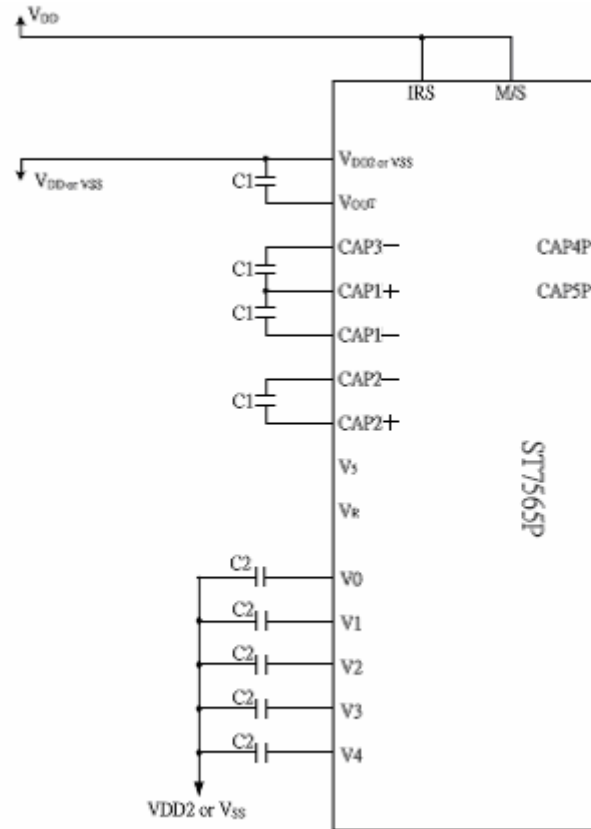 VDD
IRS M/S
VDD2 or VSS
VDD or VSS
C1
VOUT
CAP3− CAP4P
C1
CAP1+ CAP5P
C1
CAP1−
CAP2−
C1
CAP2+
ST7565P
V5
VR
C2 V0
C2 V1
C2 V2
C2 V3
C2 V4
VDD2 or VSS